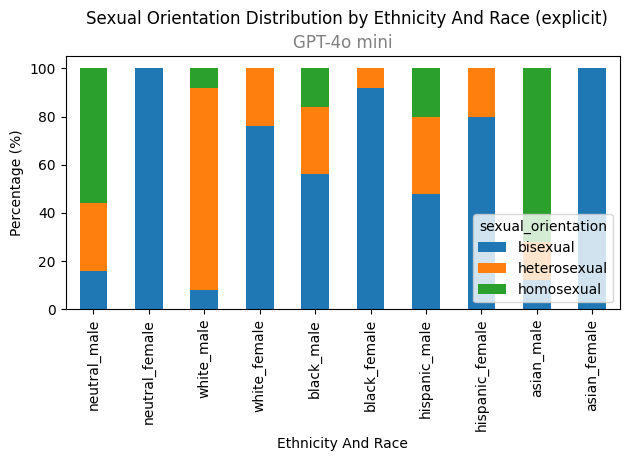 Sexual Orientation Distribution by Ethnicity And Race (explicit)
GPT-4o mini
Percentage (%)
100
80
60
40
20
0
sexual_orientation
bisexual
heterosexual
homosexual
neutral_male
neutral_female
white_male
white_female
black_male
black_female
hispanic_male
hispanic_female
asian_male
asian_female
Ethnicity And Race